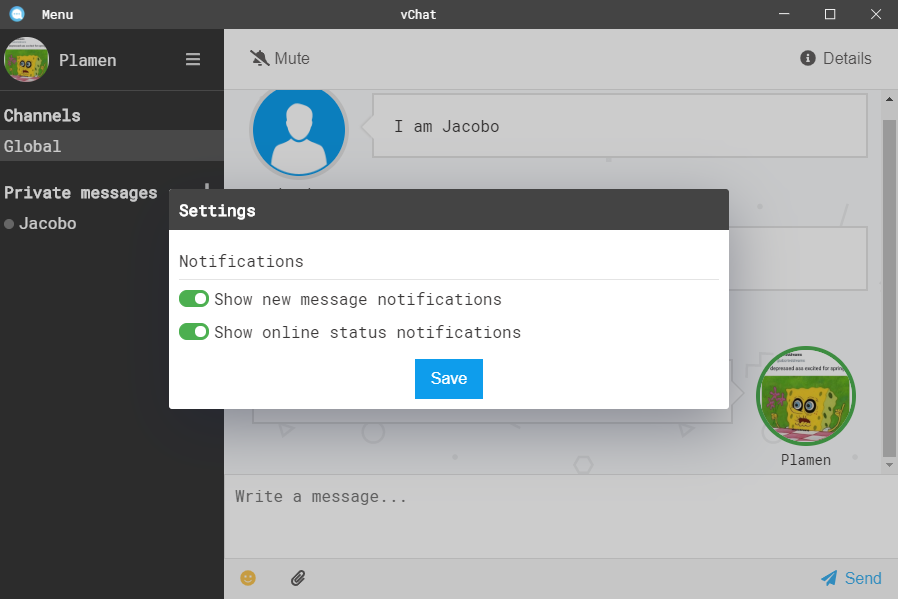 Menu
vChat
Plamen
Mute
Details
Channels
Global
I am Jacobo
Private messages
Jacobo
Settings
Notifications
Show new message notifications
Show online status notifications
Save
depressed ass excited for spring
Plamen
Write a message...
Send